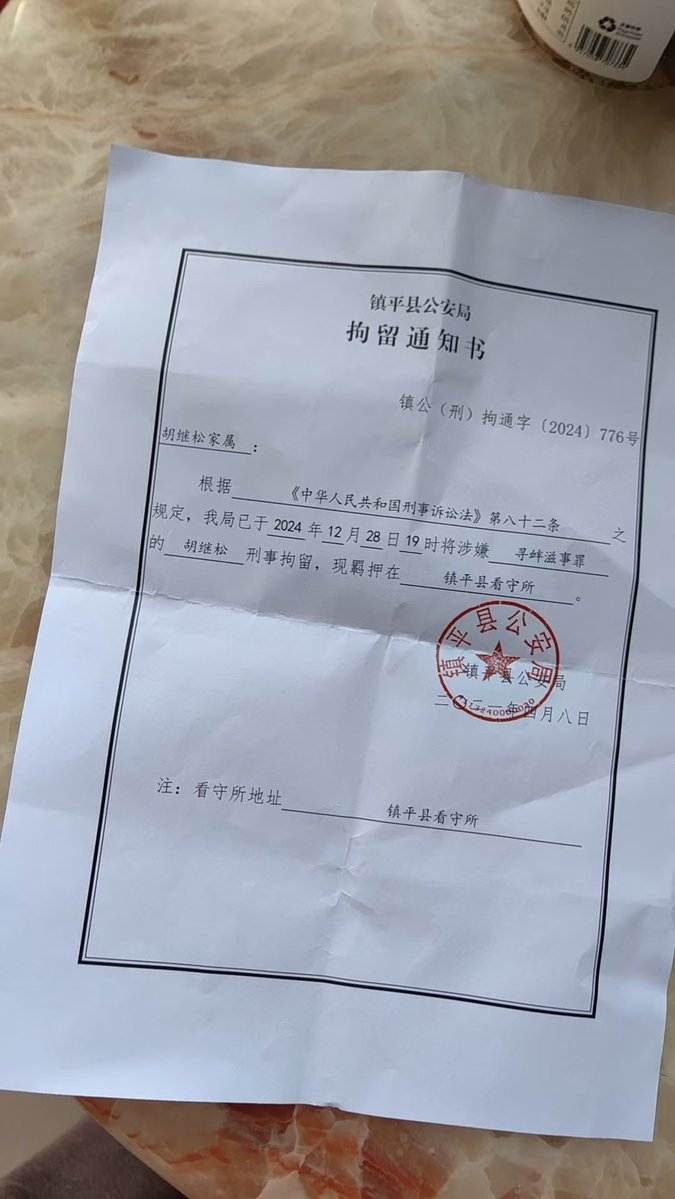 镇平县公安局
拘留通知书
镇公（刑）拘通字〔2024〕776号
胡继松家属：
根据《中华人民共和国刑事诉讼法》第八十二条之
规定，我局已于2024年12月28日19时将涉嫌寻衅滋事罪
的胡继松刑事拘留，现羁押在镇平县看守所。
镇平县公安局
镇平县公安局
二〇二一年四月八日
注：看守所地址镇平县看守所